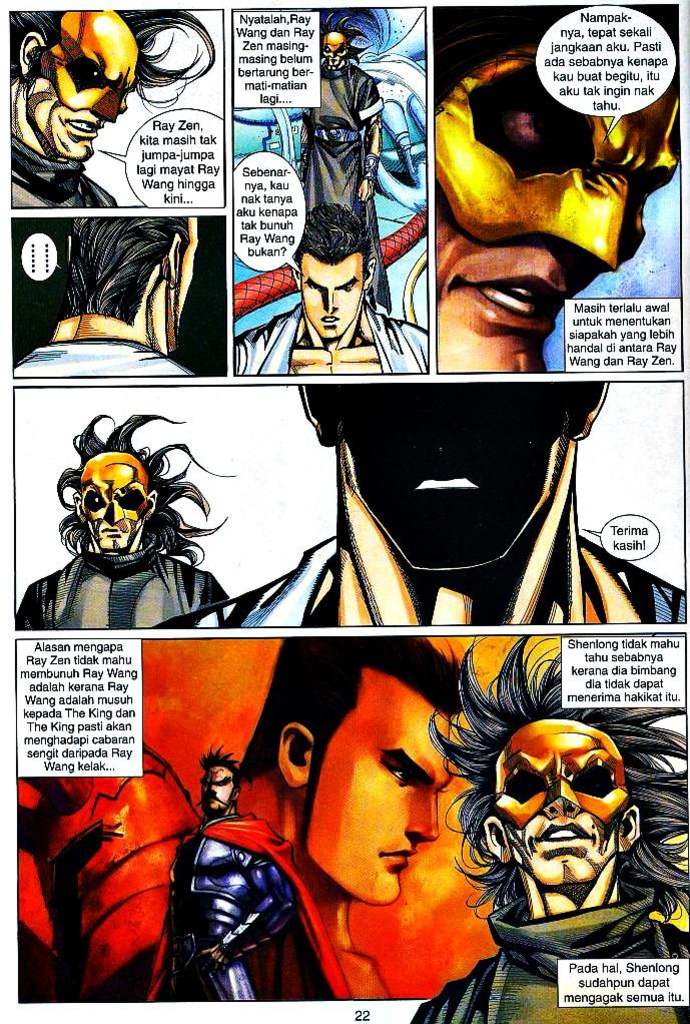 Ray Zen,
kita masih tak
jumpa-jumpa
lagi mayat Ray
Wang hingga
kini...
Nyatalah,Ray
Wang dan Ray
Zen masing-
masing belum
bertarung ber-
mati-matian
lagi....
Sebenar-
nya, kau
nak tanya
aku kenapa
tak bunuh
Ray Wang
bukan?
Nampak-
nya, tepat sekali
jangkaan aku. Pasti
ada sebabnya kenapa
kau buat begitu, itu
aku tak ingin nak
tahu.
Masih terlalu awal
untuk menentukan
siapakah yang lebih
handal di antara Ray
Wang dan Ray Zen.
Terima
kasih!
Alasan mengapa
Ray Zen tidak mahu
membunuh Ray Wang
adalah kerana Ray
Wang adalah musuh
kepada The King dan
The King pasti akan
menghadapi cabaran
sengit daripada Ray
Wang kelak...
Shenlong tidak mahu
tahu sebabnya
kerana dia bimbang
dia tidak dapat
menerima hakikat itu.
Pada hal, Shenlong
sudahpun dapat
mengagak semua itu.
22